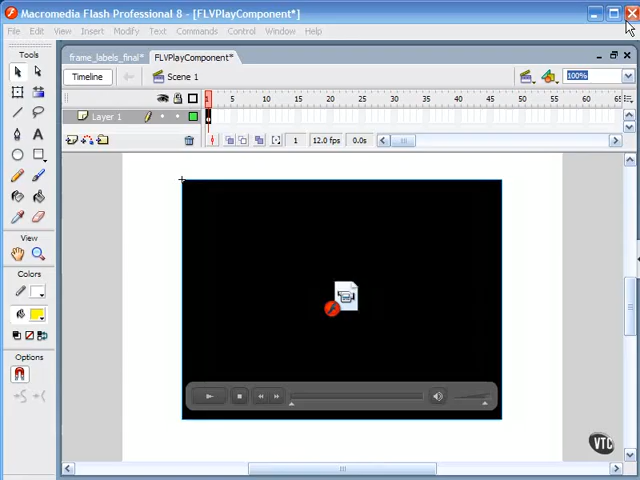 Macromedia Flash Professional 8 - [FLVPlayComponent*]
File Edit View Insert Modify Text Commands Control Window Help
Tools
frame_labels_final* FLVPlayComponent*
Timeline Scene 1 100%
1 5 10 15 20 25 30 35 40 45 50 55 60 65
Layer 1
1 12.0 fps 0.0s
View
Colors
Options
VTC